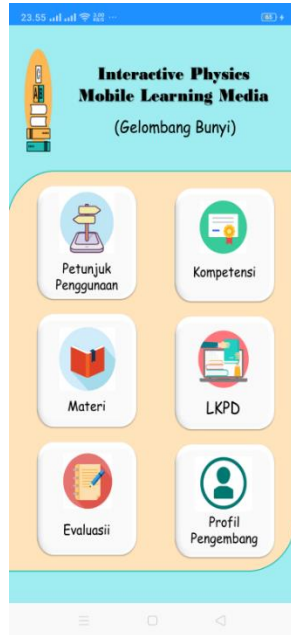 23.55
Interactive Physics
Mobile Learning Media
(Gelombang Bunyi)
Petunjuk
Penggunaan
Kompetensi
Materi
LKPD
Evaluasii
Profil
Pengembang